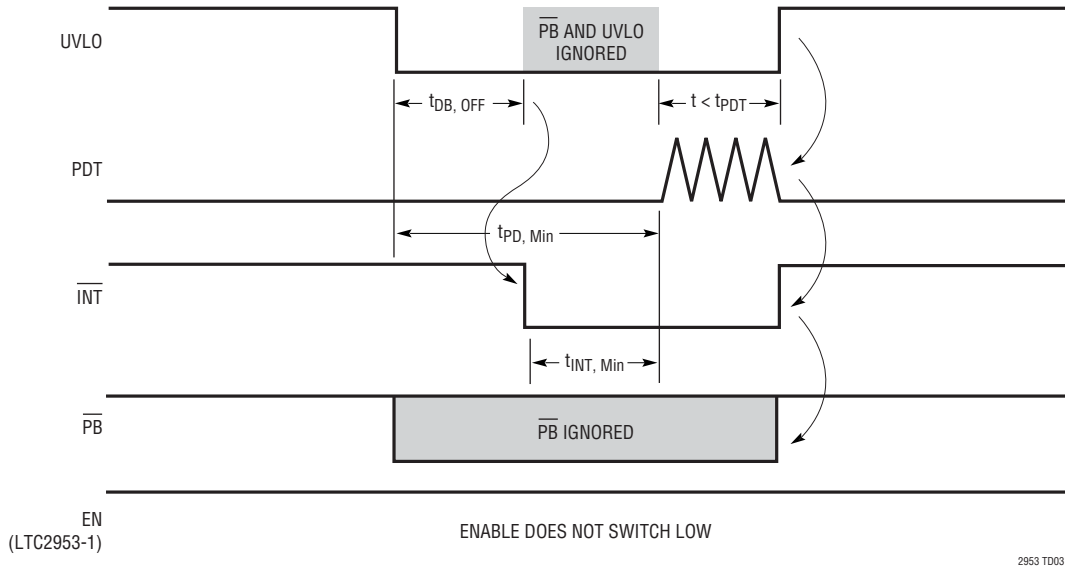 UVLO
PB AND UVLO
IGNORED
tDB, OFF
t < tPDT
PDT
tPD, Min
INT
tINT, Min
PB
PB IGNORED
EN
(LTC2953-1)
ENABLE DOES NOT SWITCH LOW
2953 TD03